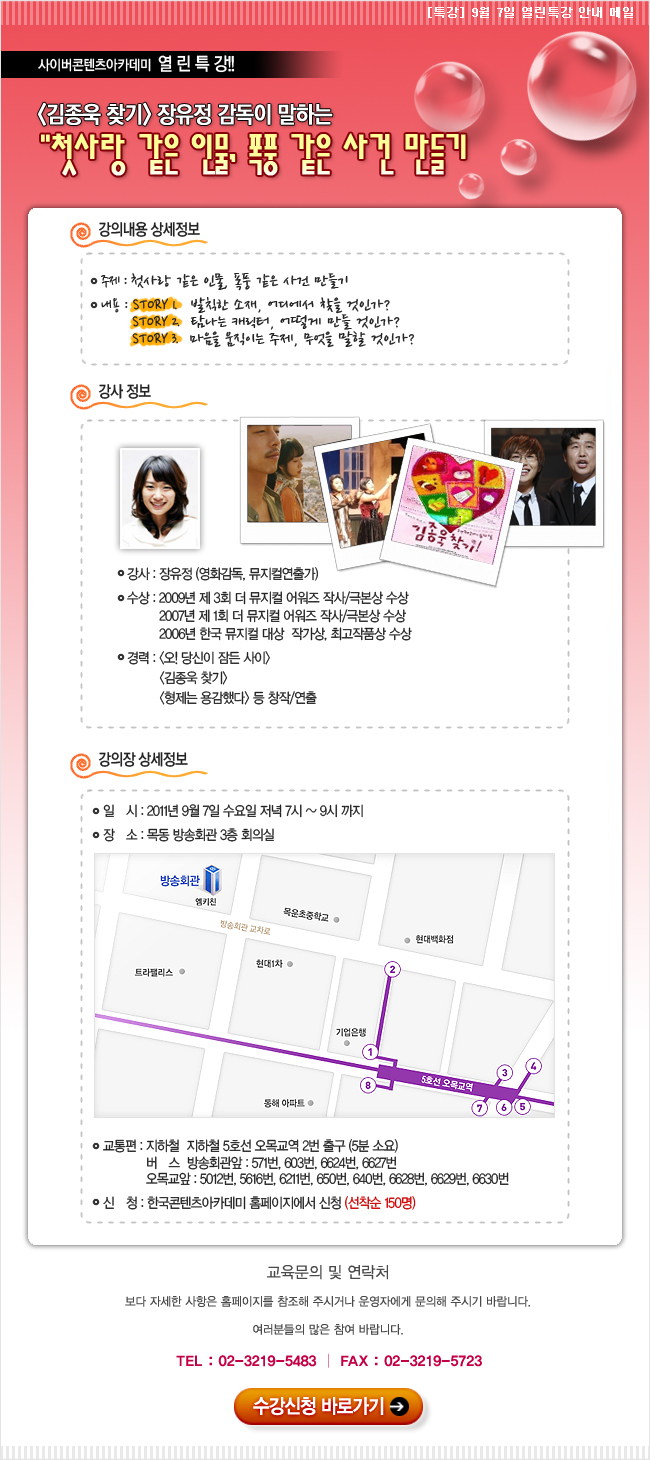 [특강] 9월 7일 열린특강 안내 메일
사이버콘텐츠아카데미 열린특강!!
<김종욱 찾기> 장유정 감독이 말하는
"첫사랑 같은 인물, 폭풍 같은 사건 만들기
강의내용 상세정보
주제 : 첫사랑 같은 인물, 폭풍 같은 사건 만들기
내용 : STORY 1. 발칙한 소재, 어디에서 찾을 것인가?
STORY 2. 탐나는 캐릭터, 어떻게 만들 것인가?
STORY 3. 마음을 움직이는 주제, 무엇을 말할 것인가?
강사 정보
김종욱찾기!
강사 : 장유정 (영화감독, 뮤지컬연출가)
수상 : 2009년 제 3회 더 뮤지컬 어워즈 작사/극본상 수상
2007년 제 1회 더 뮤지컬 어워즈 작사/극본상 수상
2006년 한국 뮤지컬 대상 작가상, 최고작품상 수상
경력 : <오! 당신이 잠든 사이>
<김종욱 찾기>
<형제는 용감했다> 등 창작/연출
강의장 상세정보
일 시 : 2011년 9월 7일 수요일 저녁 7시 ~ 9시 까지
장 소 : 목동 방송회관 3층 회의실
방송회관
엠키친
목운초중학교
방송회관 교차로
현대백화점
트라팰리스
현대1차
2
기업은행
1
8
5호선 오목교역
3
4
7
6
5
동해 아파트
교통편 : 지하철 지하철 5호선 오목교역 2번 출구 (5분 소요)
버 스 방송회관앞 : 571번, 603번, 6624번, 6627번
오목교앞 : 5012번, 5616번, 6211번, 650번, 640번, 6628번, 6629번, 6630번
신 청 : 한국콘텐츠아카데미 홈페이지에서 신청 (선착순 150명)
교육문의 및 연락처
보다 자세한 사항은 홈페이지를 참조해 주시거나 운영자에게 문의해 주시기 바랍니다.
여러분들의 많은 참여 바랍니다.
TEL : 02-3219-5483 | FAX : 02-3219-5723
수강신청 바로가기